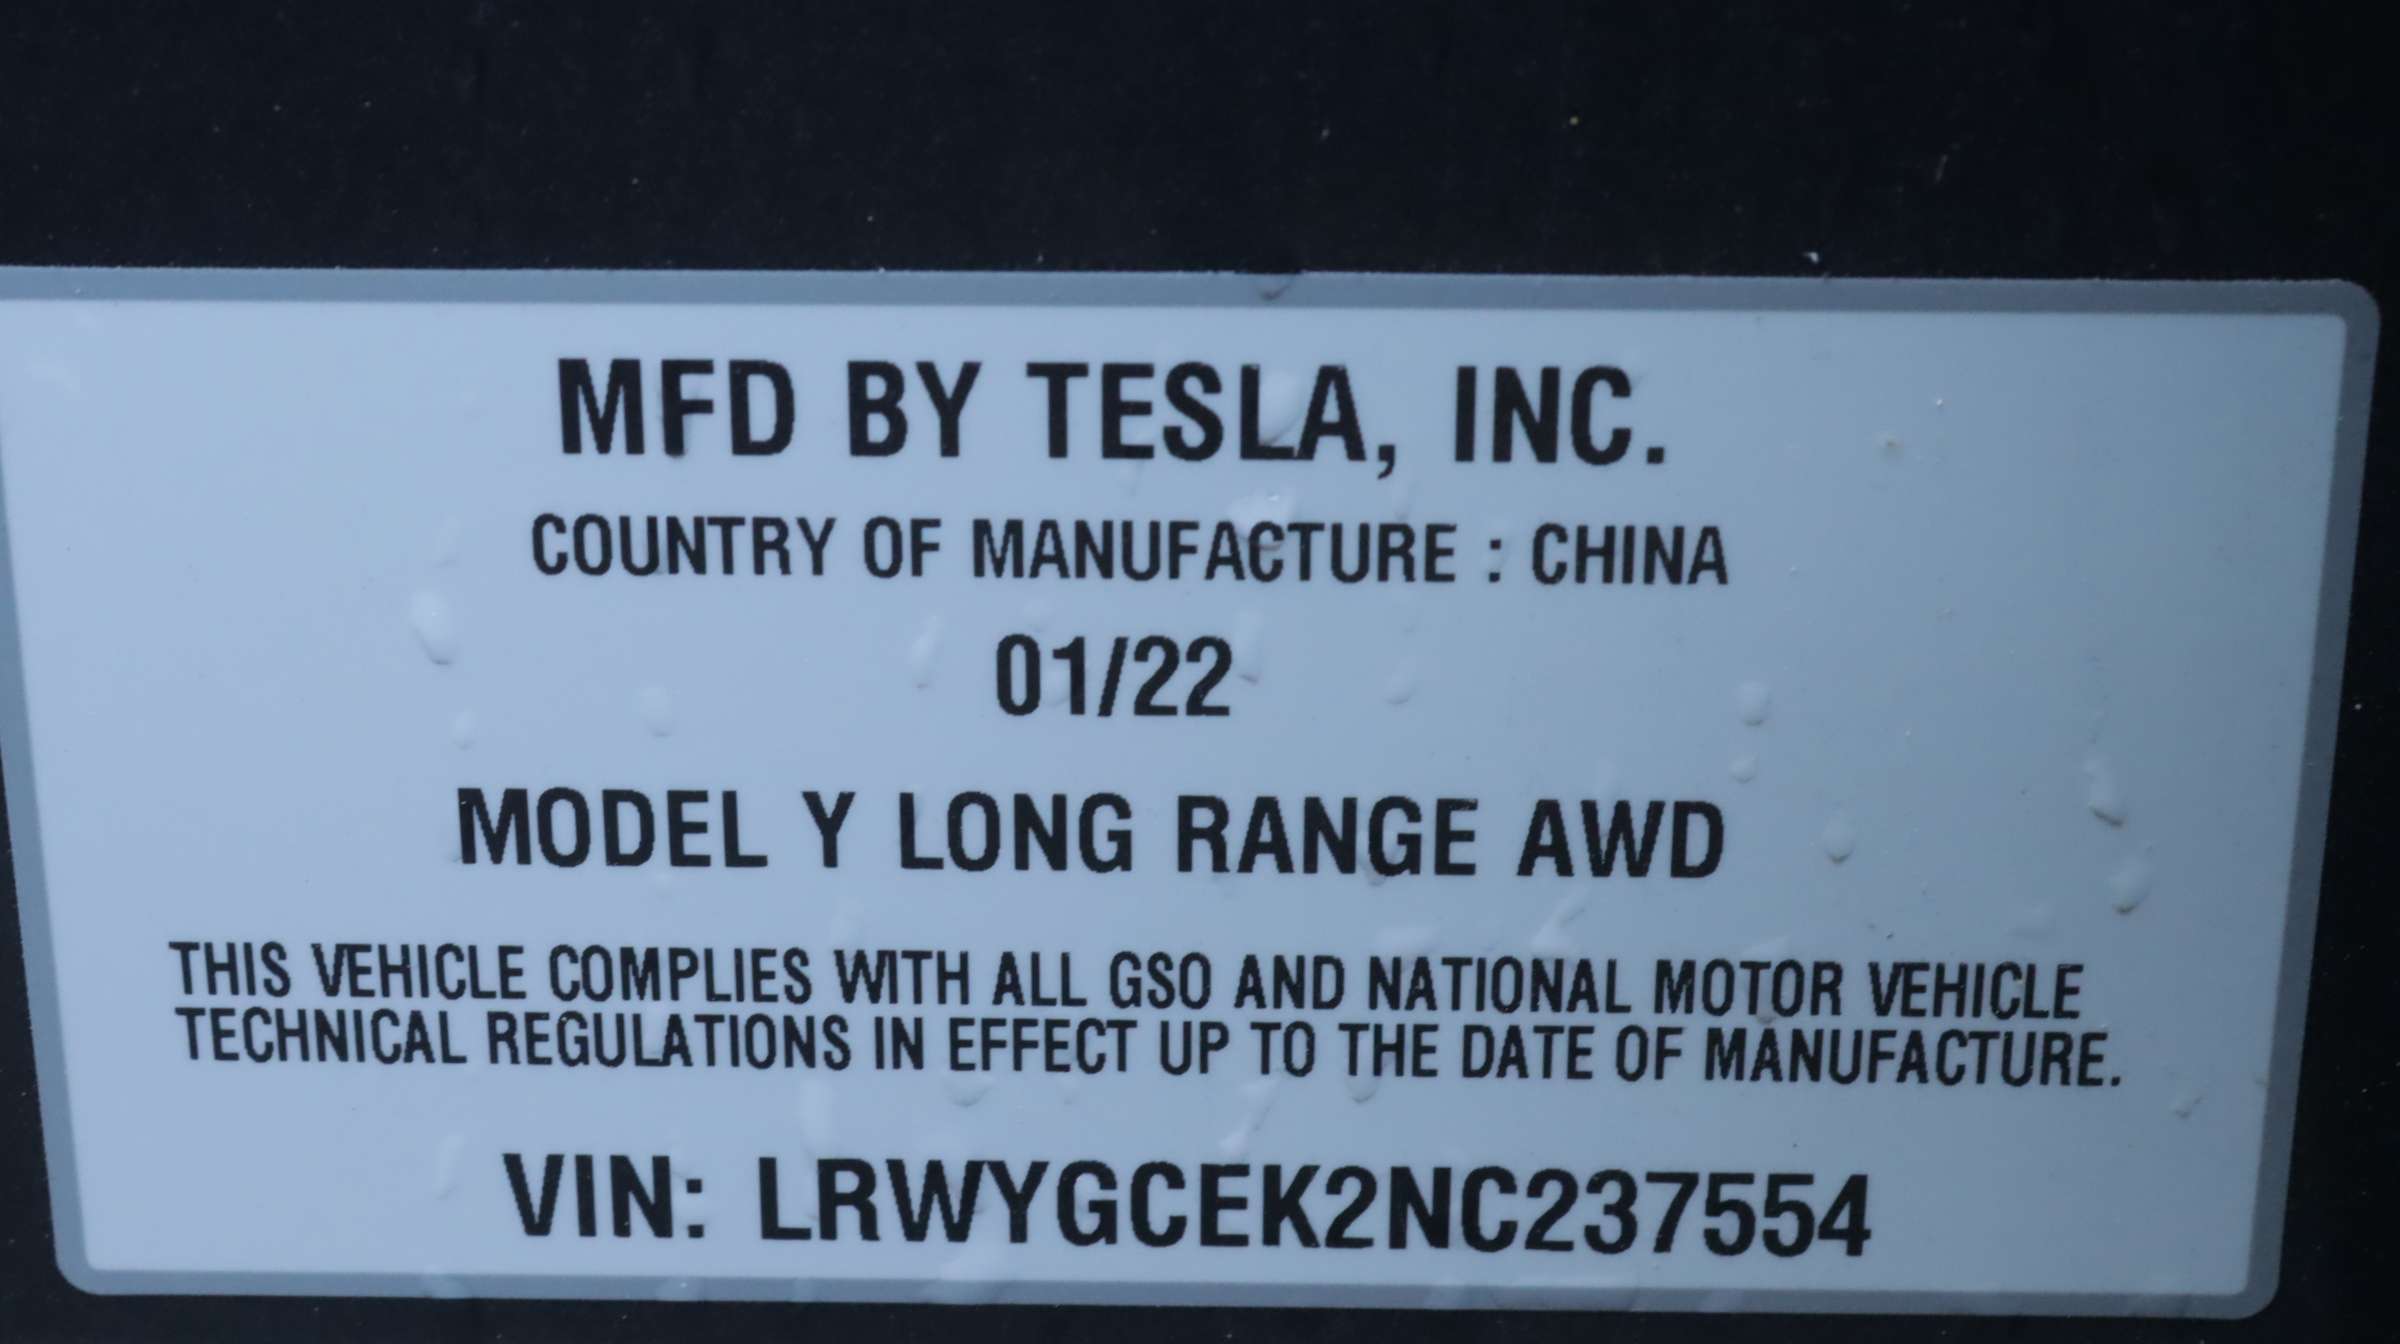 MFD BY TESLA, INC.
COUNTRY OF MANUFACTURE : CHINA
01/22
MODEL Y LONG RANGE AWD
THIS VEHICLE COMPLIES WITH ALL GSO AND NATIONAL MOTOR VEHICLE
TECHNICAL REGULATIONS IN EFFECT UP TO THE DATE OF MANUFACTURE.
VIN: LRWYGCEK2NC237554